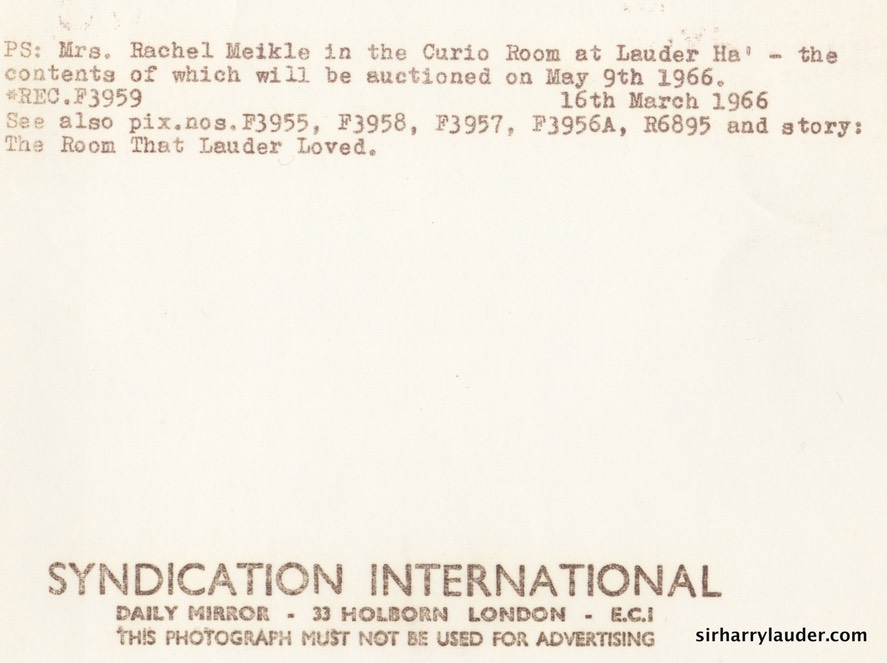 PS: Mrs. Rachel Meikle in the Curio Room at Lauder Ha' - the
contents of which will be auctioned on May 9th 1966.
*REC.F3959 16th March 1966
See also pix.nos.F3955, F3958, F3957, F3956A, R6895 and story:
The Room That Lauder Loved.
SYNDICATION INTERNATIONAL
DAILY MIRROR - 33 HOLBORN LONDON - E.C.1
THIS PHOTOGRAPH MUST NOT BE USED FOR ADVERTISING
sirharrylauder.com